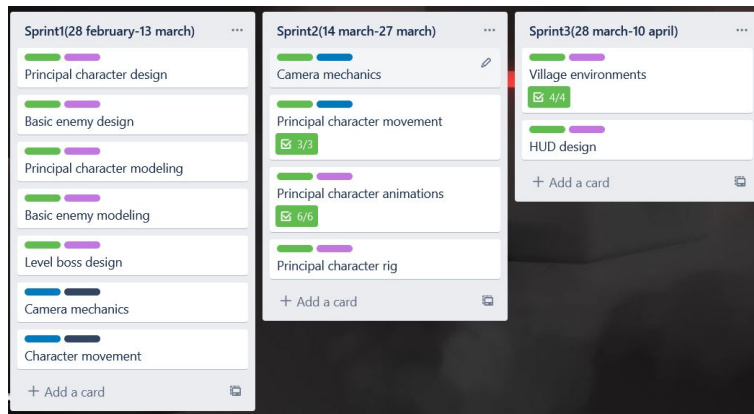 Sprint1(28 february-13 march)
Principal character design
Basic enemy design
Principal character modeling
Basic enemy modeling
Level boss design
Camera mechanics
Character movement
+ Add a card
Sprint2(14 march-27 march)
Camera mechanics
Principal character movement
3/3
Principal character animations
6/6
Principal character rig
+ Add a card
Sprint3(28 march-10 april)
Village environments
4/4
HUD design
+ Add a card